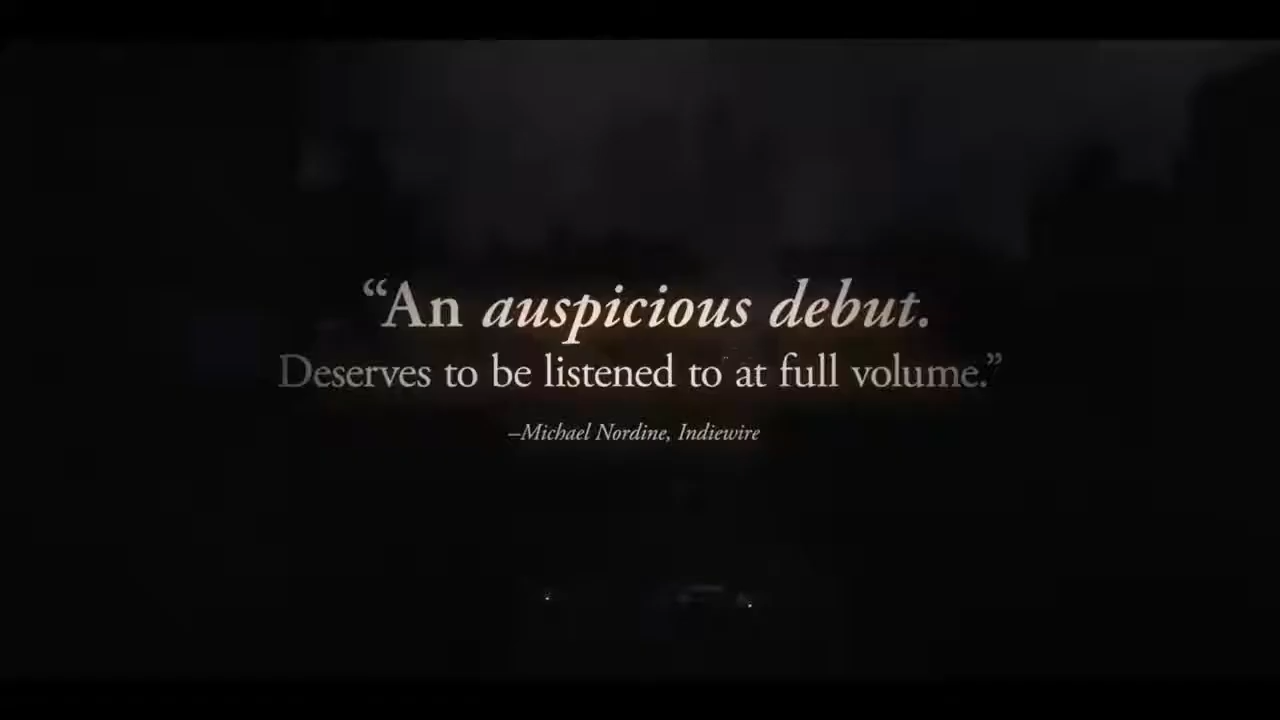 “An auspicious debut.
Deserves to be listened to at full volume.”
–Michael Nordine, Indiewire